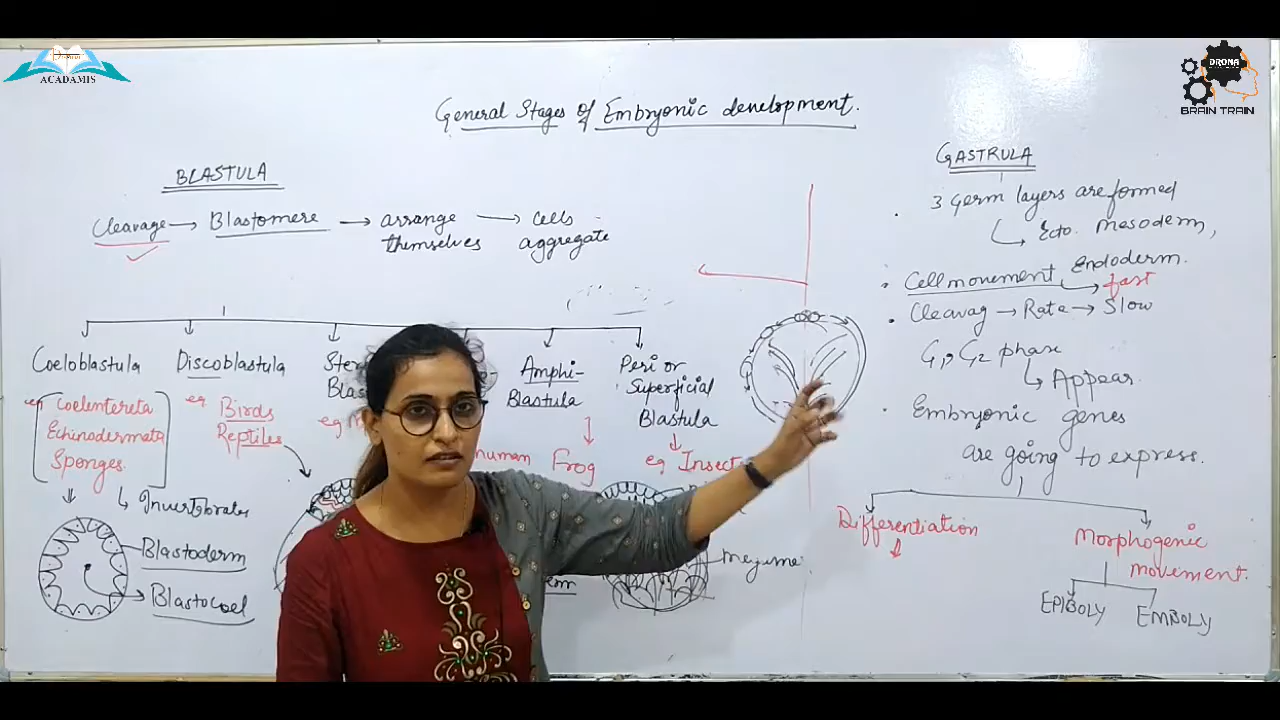 ACADAMIS
DRONA
BRAIN TRAIN
General Stages of Embryonic development.
BLASTULA
Cleavage → Blastomere → arrange → cells
themselves aggregate
Coeloblastula
Discoblastula
Amphi-
Blastula
Peri or
Superficial
Blastula
eg Coelentereta
Echinodermata
Sponges
Invertebrates
eg Birds
Reptiles
human
Frog
eg Insect
Blastoderm
Blastocoel
GASTRULA
3 Germ layers are formed
Ecto. Mesoderm,
Endoderm.
Cell movement → fast
Cleavag → Rate → Slow
G1, G2 phase
Appear.
Embryonic genes
are going to express.
Differentiation
Morphogenic
movement.
EPIBOLY
EMBOLY